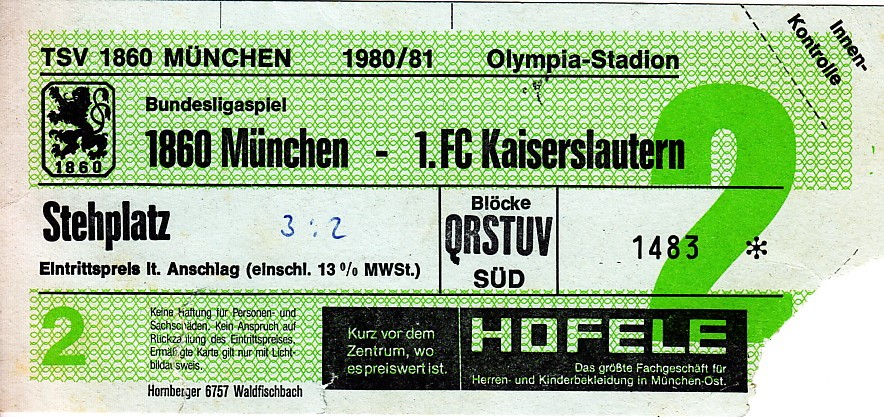 Innen-
Kontrolle
TSV 1860 MÜNCHEN 1980/81 Olympia-Stadion
Bundesligaspiel
1860 München - 1. FC Kaiserslautern
1860
2
Stehplatz 3:2
Blöcke
QRSTUV
SÜD
1483 *
Eintrittspreis lt. Anschlag (einschl. 13 % MWSt.)
2
Keine Haftung für Personen- und
Sachschäden. Kein Anspruch auf
Rückzahlung des Eintrittspreises.
Ermäßigte Karte gilt nur mit Licht-
bildausweis.
Hornberger 6757 Waldfischbach
Kurz vor dem
Zentrum, wo
es preiswert ist.
HOFELE
Das größte Fachgeschäft für
Herren- und Kinderbekleidung in München-Ost.